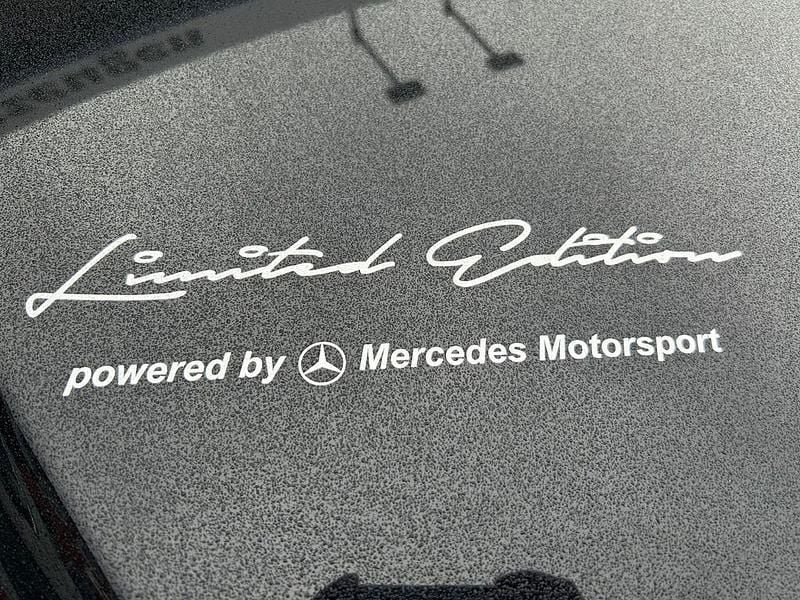 Limited Edition
powered by Mercedes Motorsport